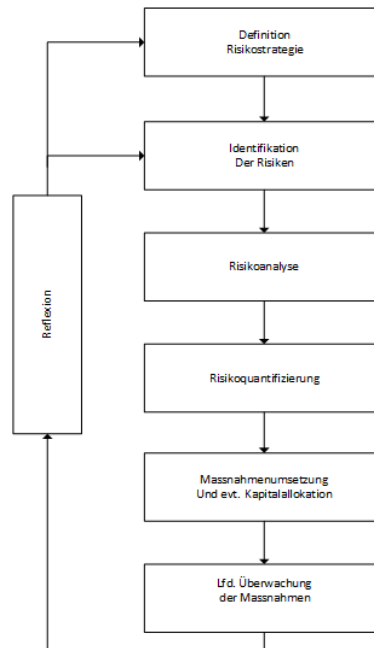 Definition
Risikostrategie
Identifikation
Der Risiken
Risikoanalyse
Reflexion
Risikoquantifizierung
Massnahmenumsetzung
Und evt. Kapitalallokation
Lfd. Überwachung
der Massnahmen